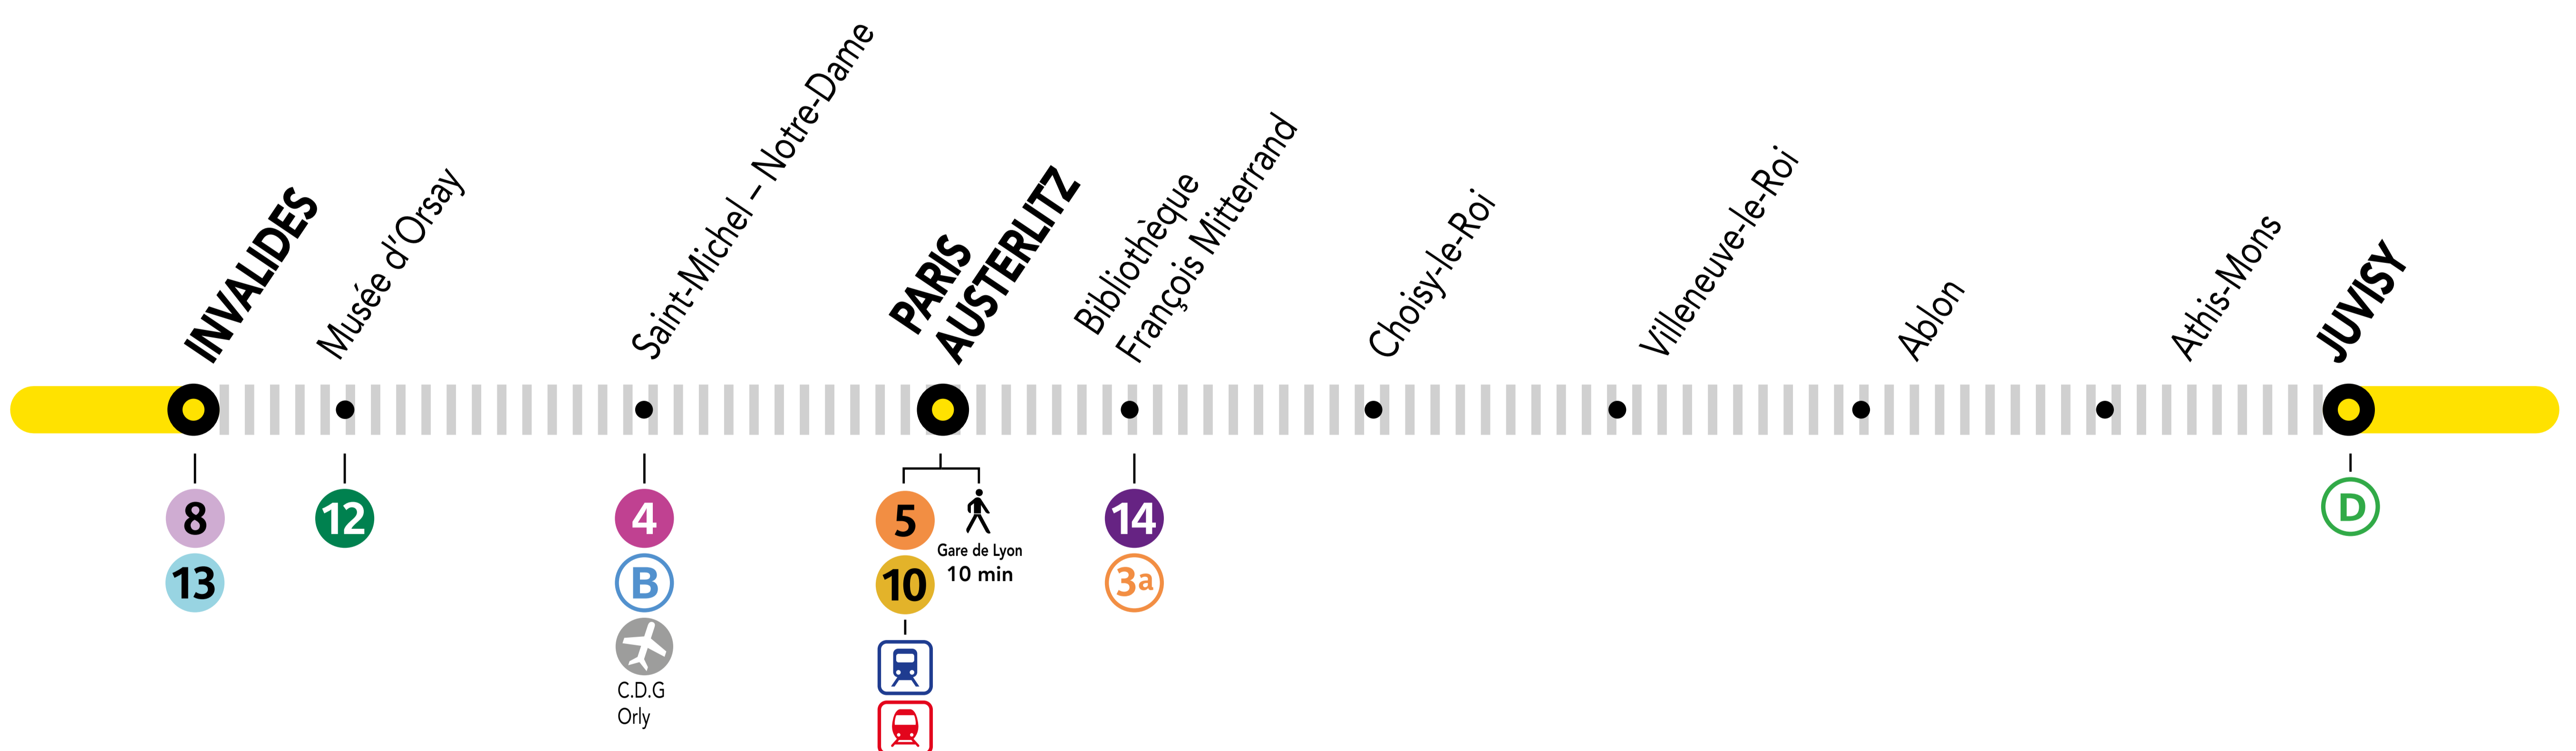 INVALIDES
Musée d'Orsay
Saint-Michel – Notre-Dame
PARIS
AUSTERLITZ
Bibliothèque
François Mitterrand
Choisy-le-Roi
Villeneuve-le-Roi
Ablon
Athis-Mons
JUVISY
8
13
12
4
B
C.D.G
Orly
5
10
Gare de Lyon
10 min
14
3a
D